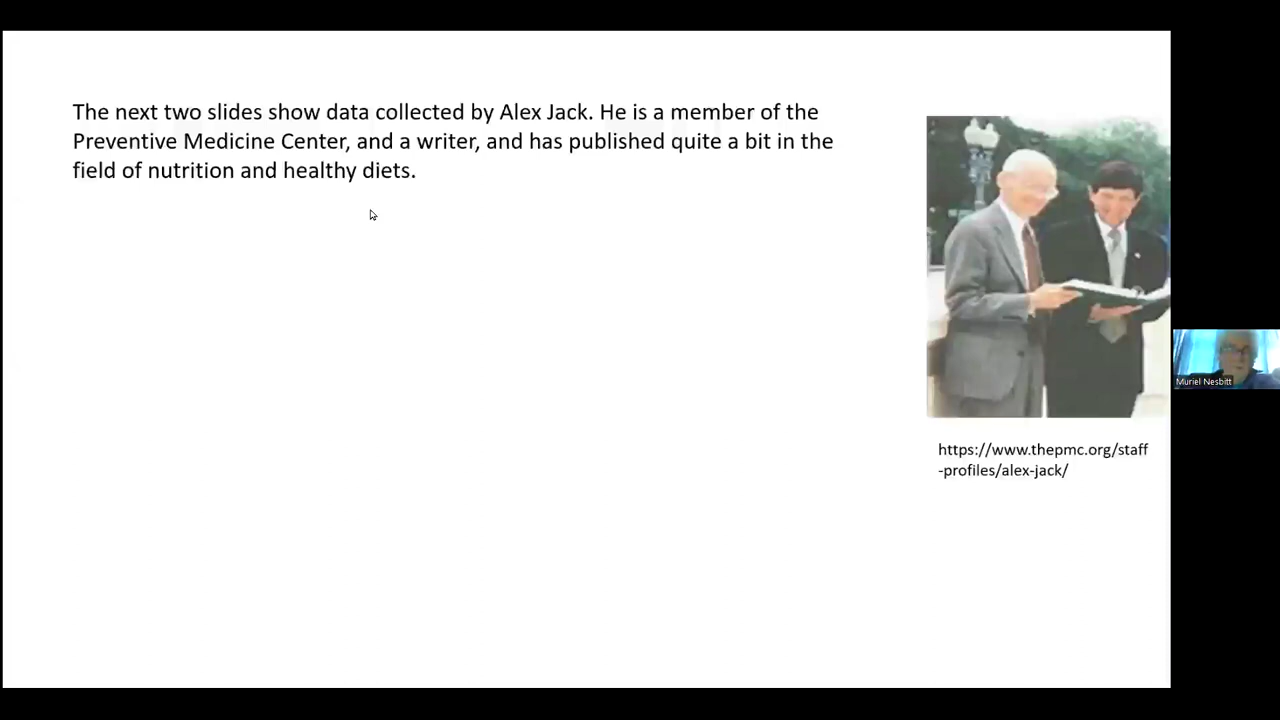 The next two slides show data collected by Alex Jack. He is a member of the
Preventive Medicine Center, and a writer, and has published quite a bit in the
field of nutrition and healthy diets.
https://www.thepmc.org/staff
-profiles/alex-jack/
Muriel Nesbitt